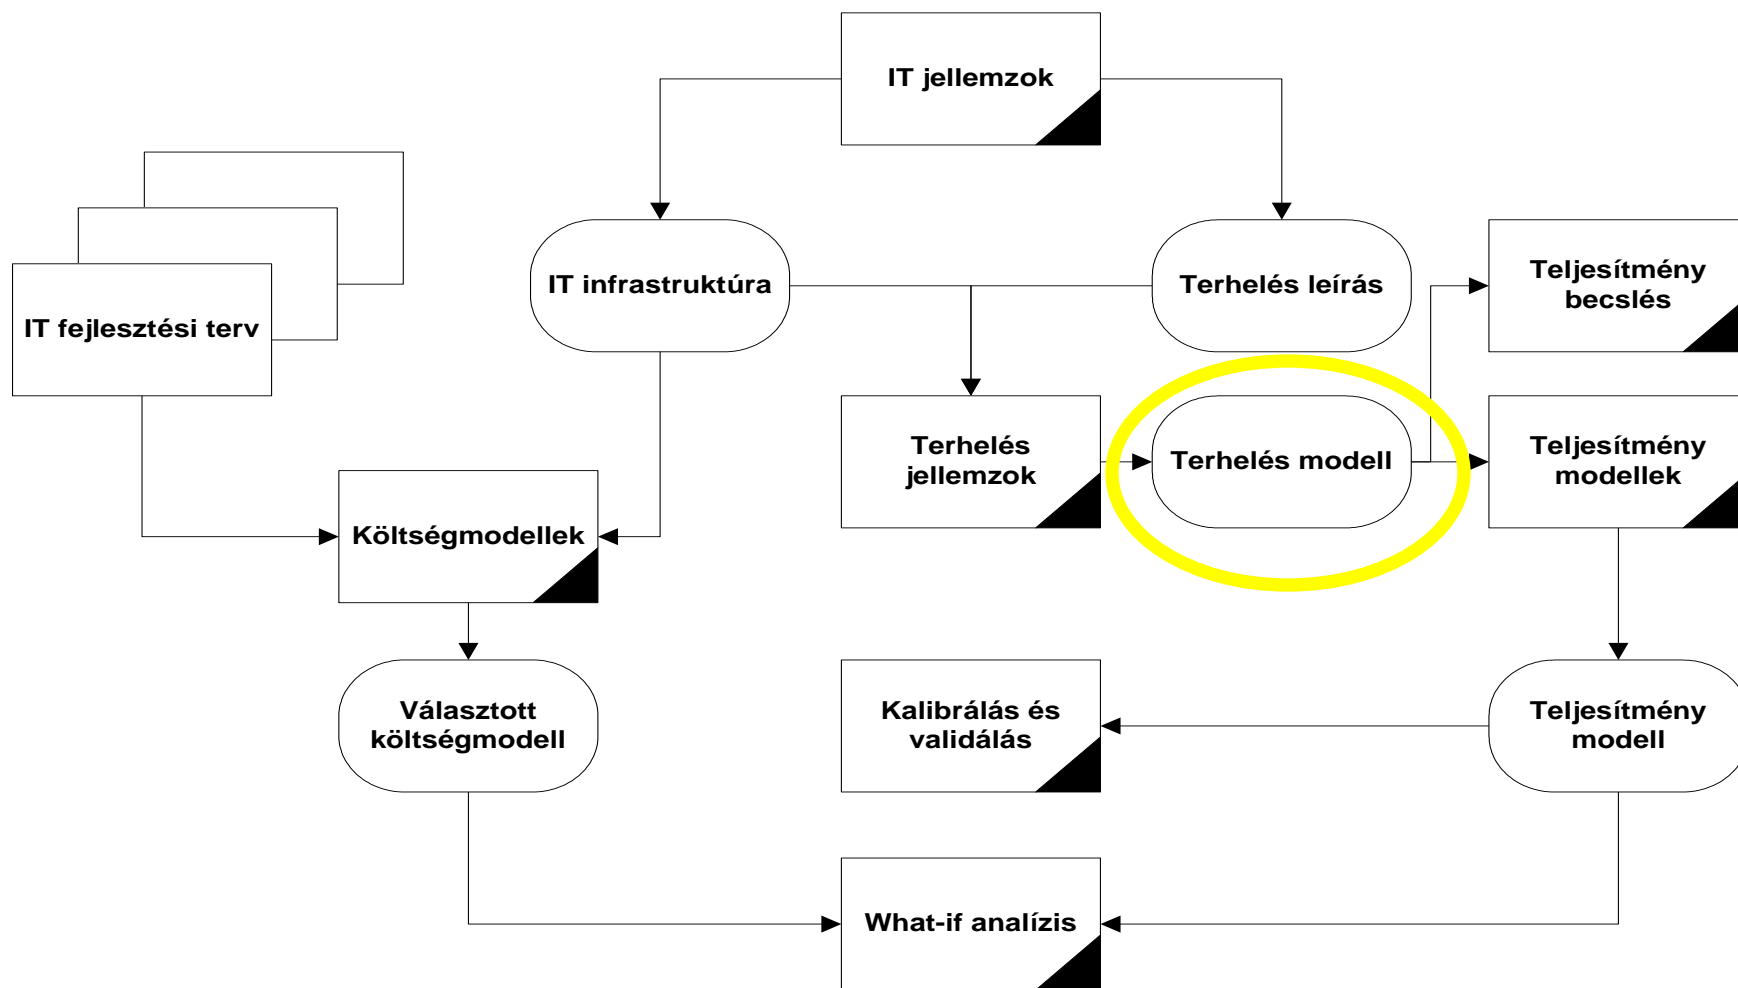 IT jellemzok
IT infrastruktúra
Terhelés leírás
Teljesítmény
becslés
IT fejlesztési terv
Terhelés
jellemzok
Terhelés modell
Teljesítmény
modellek
Költségmodellek
Választott
költségmodell
Kalibrálás és
validálás
Teljesítmény
modell
What-if analízis